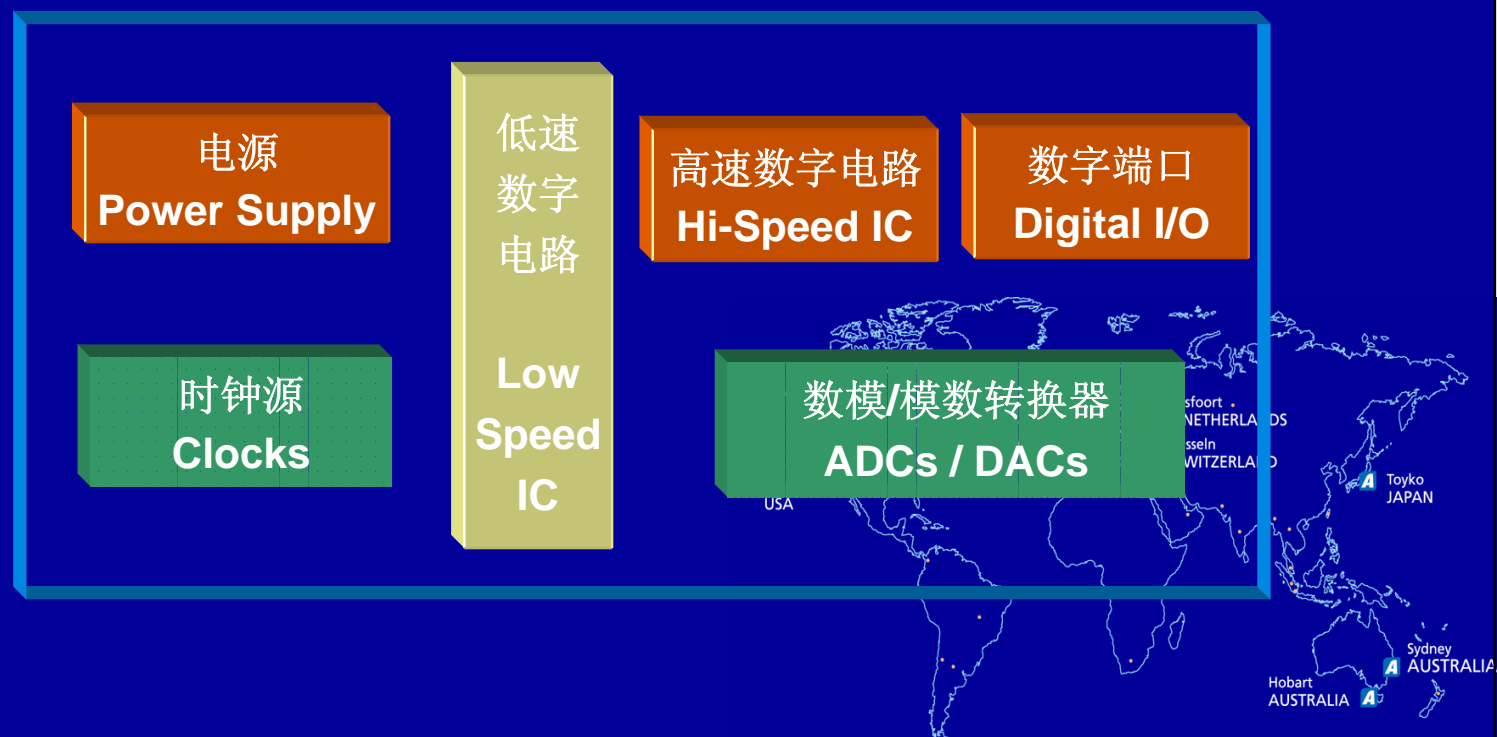 电源
Power Supply
低速
数字
电路
Low
Speed
IC
高速数字电路
Hi-Speed IC
数字端口
Digital I/O
时钟源
Clocks
数模/模数转换器
ADCs / DACs
sfoort
NETHERLANDS
sseln
WITZERLAND
USA
Toyko
JAPAN
Sydney
AUSTRALIA
Hobart
AUSTRALIA